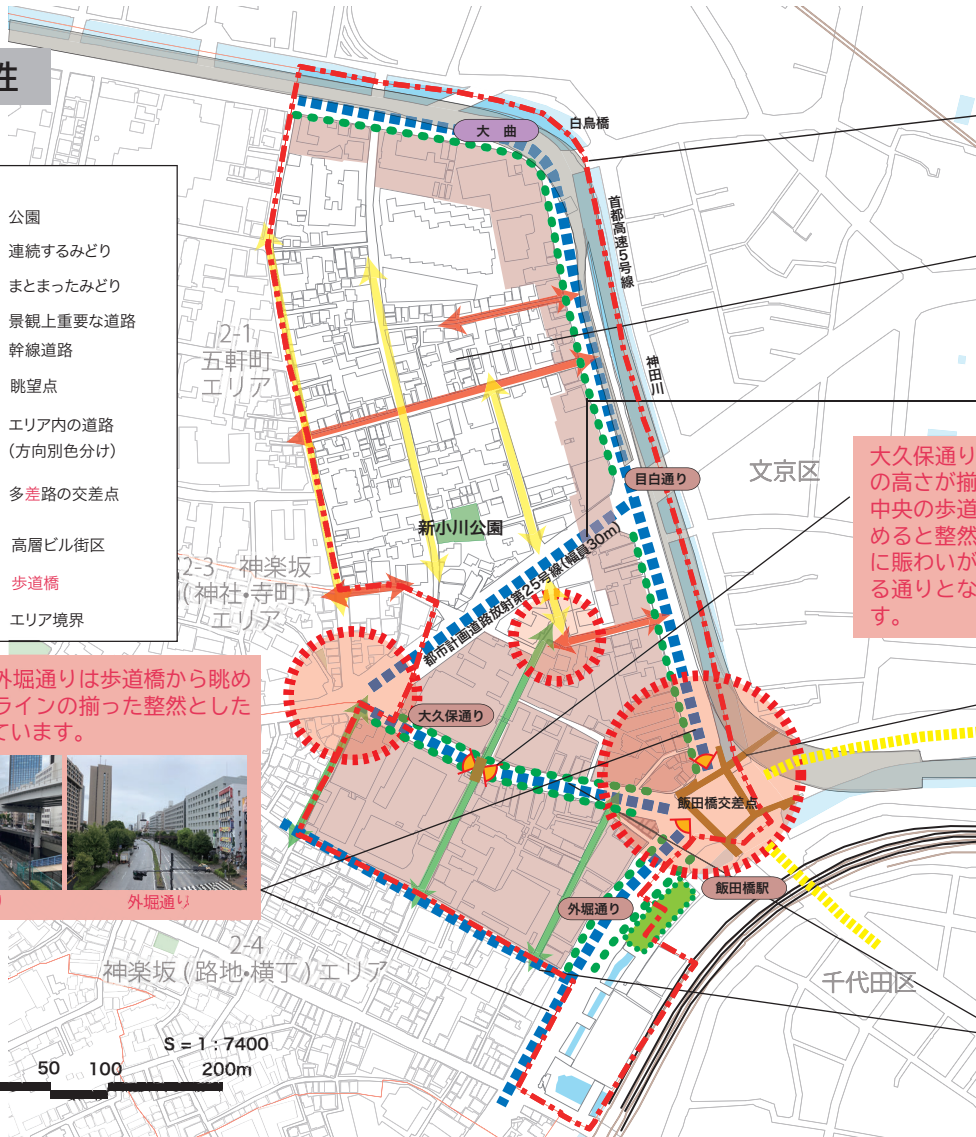 性
公園
連続するみどり
まとまったみどり
景観上重要な道路
幹線道路
眺望点
エリア内の道路
(方向別色分け)
多差路の交差点
高層ビル街区
歩道橋
エリア境界
大 曲
白鳥橋
首都高速5号線
神田川
2-1
五軒町
エリア
文京区
目白通り
新小川公園
都市計画道路放射第25号線(幅員30m)
2-3 神楽坂
(神社・寺町)
エリア
大久保通り
の高さが揃
中央の歩道
めると整然
に賑わいが
る通りとな
す。
外堀通りは歩道橋から眺め
ラインの揃った整然とした
ています。
外堀通り
大久保通り
飯田橋交差点
飯田橋駅
外堀通り
2-4
神楽坂(路地・横丁)エリア
千代田区
S = 1 : 7400
50 100 200m